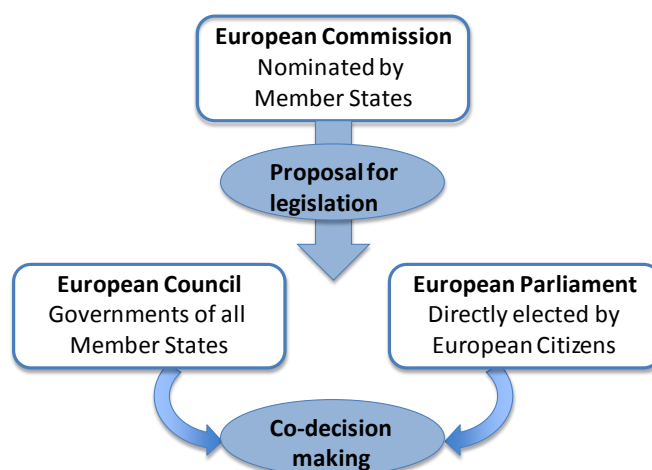 European Commission
Nominated by
Member States
Proposal for
legislation
European Council
Governments of all
Member States
European Parliament
Directly elected by
European Citizens
Co-decision
making